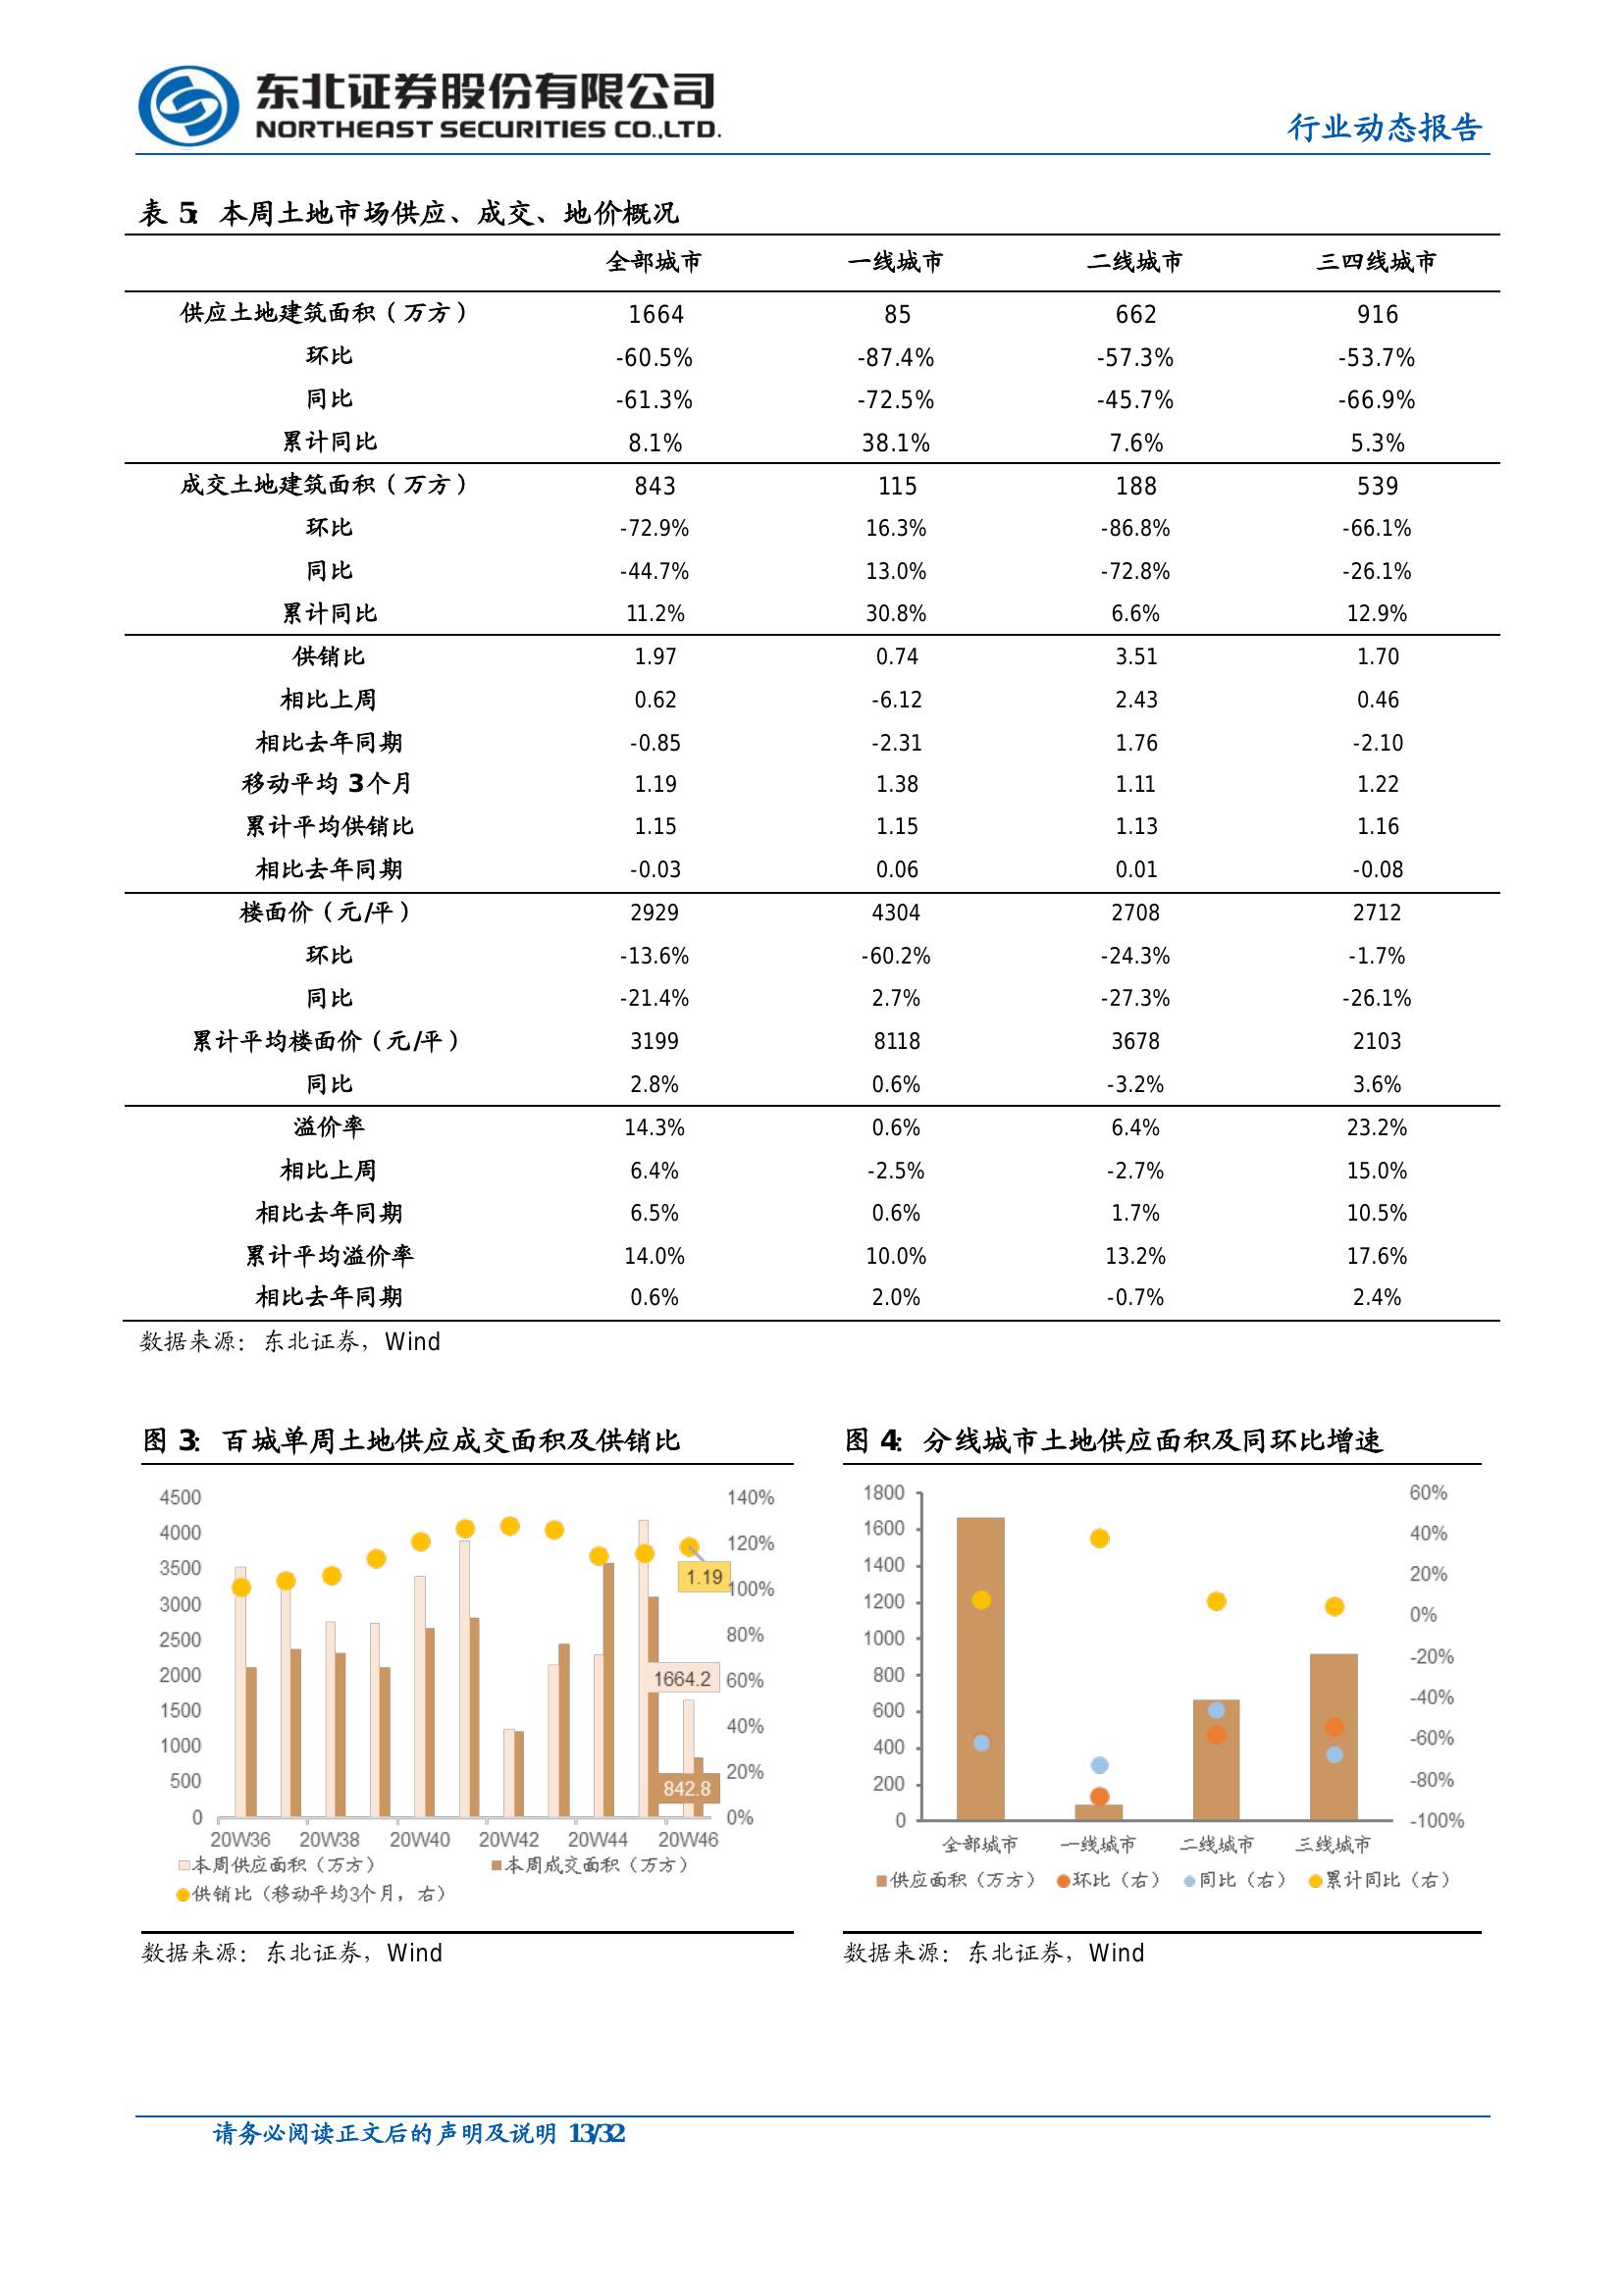 东北证券股份有限公司
NORTHEAST SECURITIES CO.,LTD.
行业动态报告
表 5: 本周土地市场供应、成交、地价概况
全部城市 一线城市 二线城市 三四线城市
供应土地建筑面积（万方） 1664 85 662 916
环比 -60.5% -87.4% -57.3% -53.7%
同比 -61.3% -72.5% -45.7% -66.9%
累计同比 8.1% 38.1% 7.6% 5.3%
成交土地建筑面积（万方） 843 115 188 539
环比 -72.9% 16.3% -86.8% -66.1%
同比 -44.7% 13.0% -72.8% -26.1%
累计同比 11.2% 30.8% 6.6% 12.9%
供销比 1.97 0.74 3.51 1.70
相比上周 0.62 -6.12 2.43 0.46
相比去年同期 -0.85 -2.31 1.76 -2.10
移动平均 3个月 1.19 1.38 1.11 1.22
累计平均供销比 1.15 1.15 1.13 1.16
相比去年同期 -0.03 0.06 0.01 -0.08
楼面价（元/平） 2929 4304 2708 2712
环比 -13.6% -60.2% -24.3% -1.7%
同比 -21.4% 2.7% -27.3% -26.1%
累计平均楼面价（元/平） 3199 8118 3678 2103
同比 2.8% 0.6% -3.2% 3.6%
溢价率 14.3% 0.6% 6.4% 23.2%
相比上周 6.4% -2.5% -2.7% 15.0%
相比去年同期 6.5% 0.6% 1.7% 10.5%
累计平均溢价率 14.0% 10.0% 13.2% 17.6%
相比去年同期 0.6% 2.0% -0.7% 2.4%
数据来源：东北证券，Wind
图 3: 百城单周土地供应成交面积及供销比
4500 140%
4000 120%
3500 100%
3000 80%
2500 60%
2000 40%
1500 20%
1000 0%
500
0
1.19
1664.2
842.8
20W36 20W38 20W40 20W42 20W44 20W46
本周供应面积（万方） 本周成交面积（万方）
供销比（移动平均3个月，右）
数据来源：东北证券，Wind
图 4: 分线城市土地供应面积及同环比增速
1800 60%
1600 40%
1400 20%
1200 0%
1000 -20%
800 -40%
600 -60%
400 -80%
200 -100%
0
全部城市 一线城市 二线城市 三线城市
供应面积（万方） 环比（右） 同比（右） 累计同比（右）
数据来源：东北证券，Wind
请务必阅读正文后的声明及说明 13/32